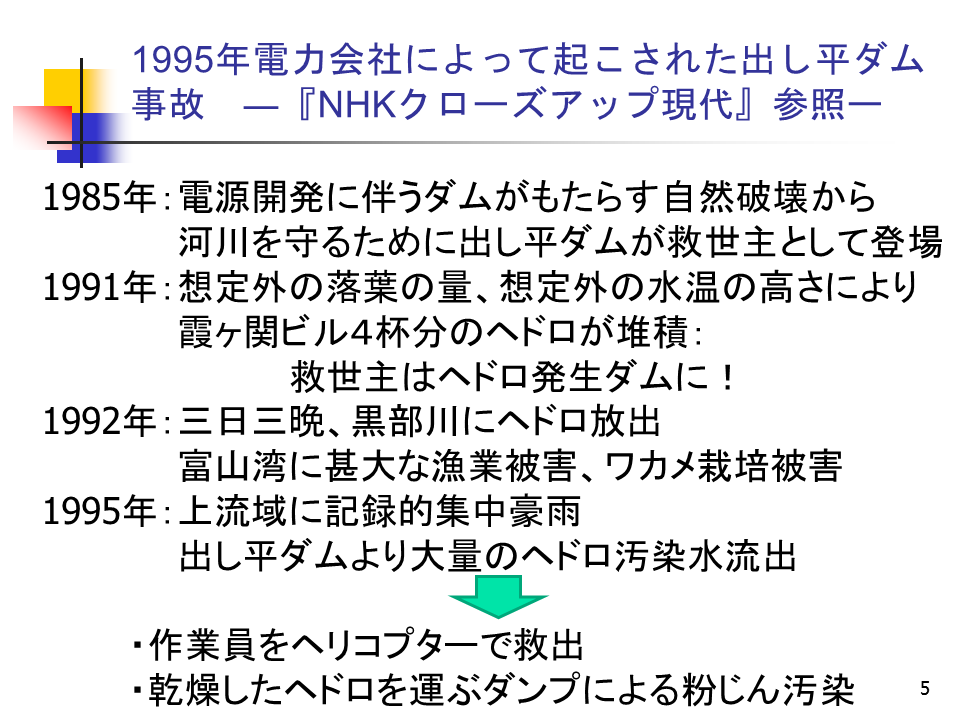 1995年電力会社によって起こされた出し平ダム
事故　―『NHKクローズアップ現代』参照ー
1985年：電源開発に伴うダムがもたらす自然破壊から
河川を守るために出し平ダムが救世主として登場
1991年：想定外の落葉の量、想定外の水温の高さにより
霞ヶ関ビル４杯分のヘドロが堆積：
救世主はヘドロ発生ダムに！
1992年：三日三晩、黒部川にヘドロ放出
富山湾に甚大な漁業被害、ワカメ栽培被害
1995年：上流域に記録的集中豪雨
出し平ダムより大量のヘドロ汚染水流出
・作業員をヘリコプターで救出
・乾燥したヘドロを運ぶダンプによる粉じん汚染
5